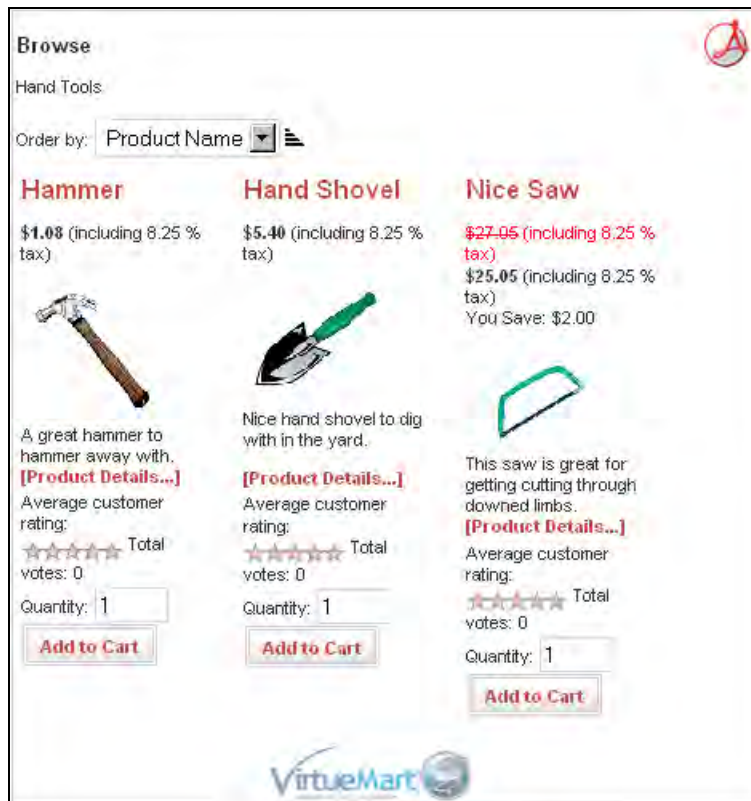 Browse
Hand Tools
Order by: Product Name
Hammer
$1.08 (including 8.25 %
tax)
A great hammer to
hammer away with.
[Product Details...]
Average customer
rating:
Total
votes: 0
Quantity: 1
Add to Cart
Hand Shovel
$5.40 (including 8.25 %
tax)
Nice hand shovel to dig
with in the yard.
[Product Details...]
Average customer
rating:
Total
votes: 0
Quantity: 1
Add to Cart
Nice Saw
$27.05 (including 8.25 %
tax)
$25.05 (including 8.25 %
tax)
You Save: $2.00
This saw is great for
getting cutting through
downed limbs.
[Product Details...]
Average customer
rating:
Total
votes: 0
Quantity: 1
Add to Cart
VirtueMart